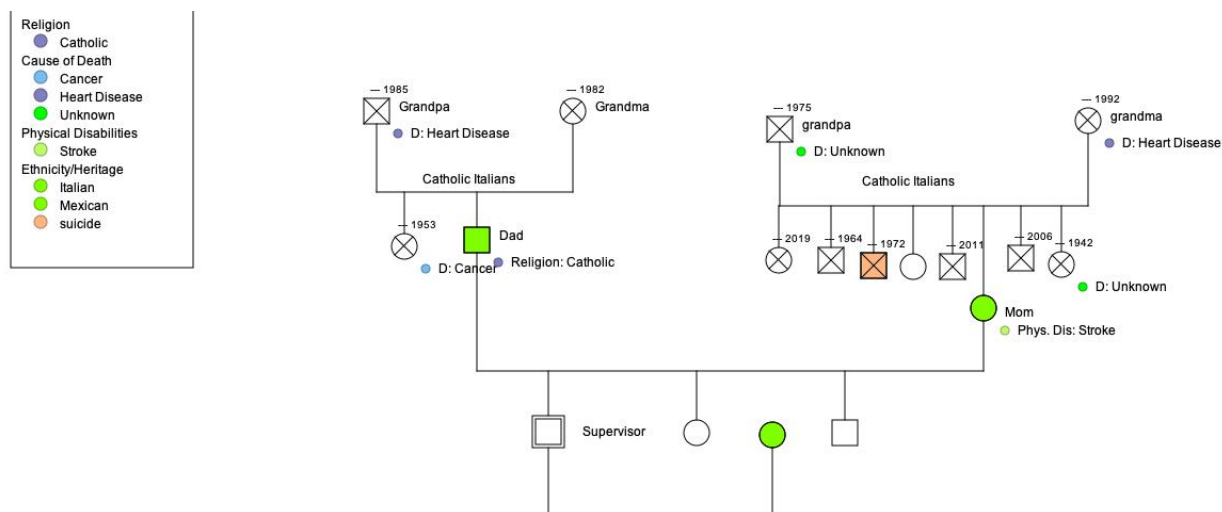 Religion
Catholic
Cause of Death
Cancer
Heart Disease
Unknown
Physical Disabilities
Stroke
Ethnicity/Heritage
Italian
Mexican
suicide
— 1985
Grandpa
D: Heart Disease
— 1982
Grandma
Catholic Italians
— 1953
D: Cancer
Dad
Religion: Catholic
— 1975
grandpa
D: Unknown
— 1992
grandma
D: Heart Disease
Catholic Italians
— 2019
— 1964
— 1972
— 2011
— 2006
— 1942
D: Unknown
Mom
Phys. Dis: Stroke
Supervisor